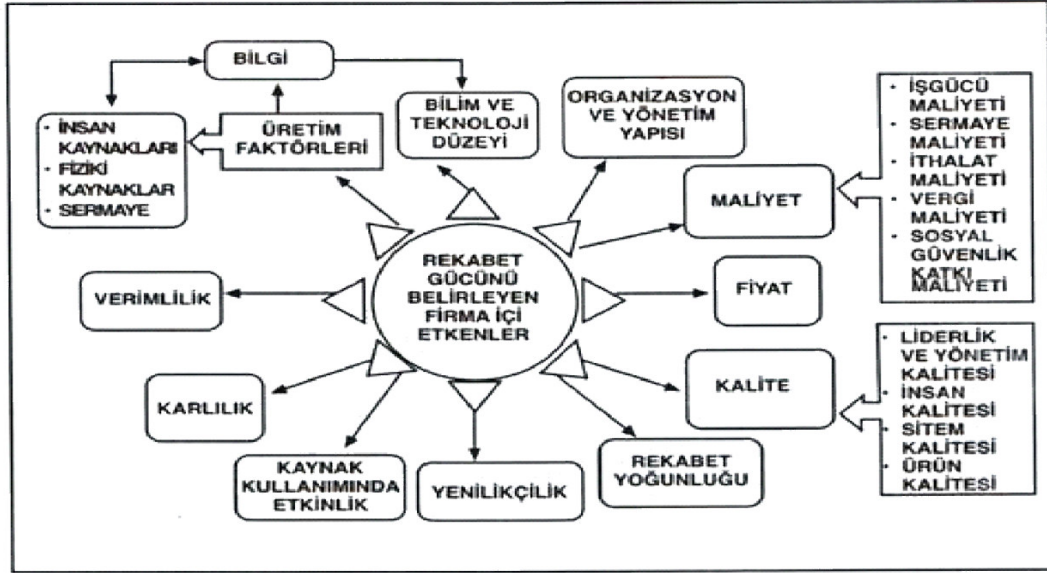 BİLGİ
• İNSAN
KAYNAKLARI
• FİZİKİ
KAYNAKLAR
• SERMAYE
ÜRETİM
FAKTÖRLERİ
BİLİM VE
TEKNOLOJİ
DÜZEYİ
ORGANİZASYON
VE YÖNETİM
YAPISI
MALİYET
• İŞGÜCÜ
MALİYETİ
• SERMAYE
MALİYETİ
• İTHALAT
MALİYETİ
• VERGİ
MALİYETİ
• SOSYAL
GÜVENLİK
KATKI
MALİYETİ
REKABET
GÜCÜNÜ
BELİRLEYEN
FİRMA İÇİ
ETKENLER
VERİMLİLİK
FİYAT
KARLILIK
KALİTE
• LİDERLİK
VE YÖNETİM
KALİTESİ
• İNSAN
KALİTESİ
• SİTEM
KALİTESİ
• ÜRÜN
KALİTESİ
KAYNAK
KULLANIMINDA
ETKİNLİK
YENİLİKÇİLİK
REKABET
YOĞUNLUĞU